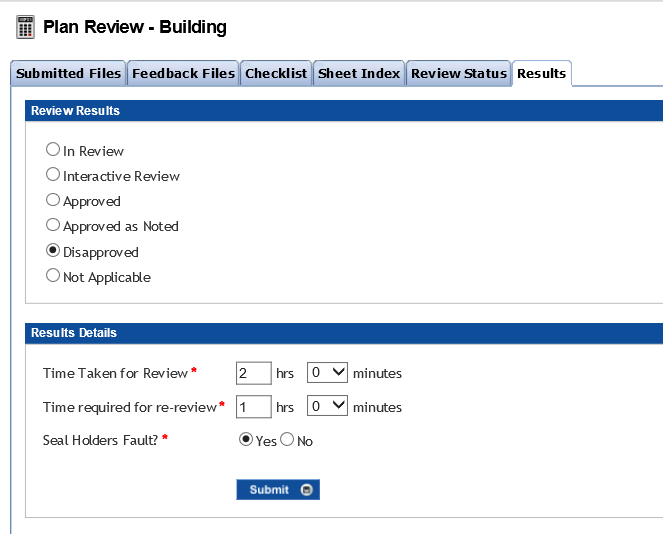 Plan Review - Building
Submitted Files Feedback Files Checklist Sheet Index Review Status Results
Review Results
In Review
Interactive Review
Approved
Approved as Noted
Disapproved
Not Applicable
Results Details
Time Taken for Review * 2 hrs 0 minutes
Time required for re-review * 1 hrs 0 minutes
Seal Holders Fault? * Yes No
Submit